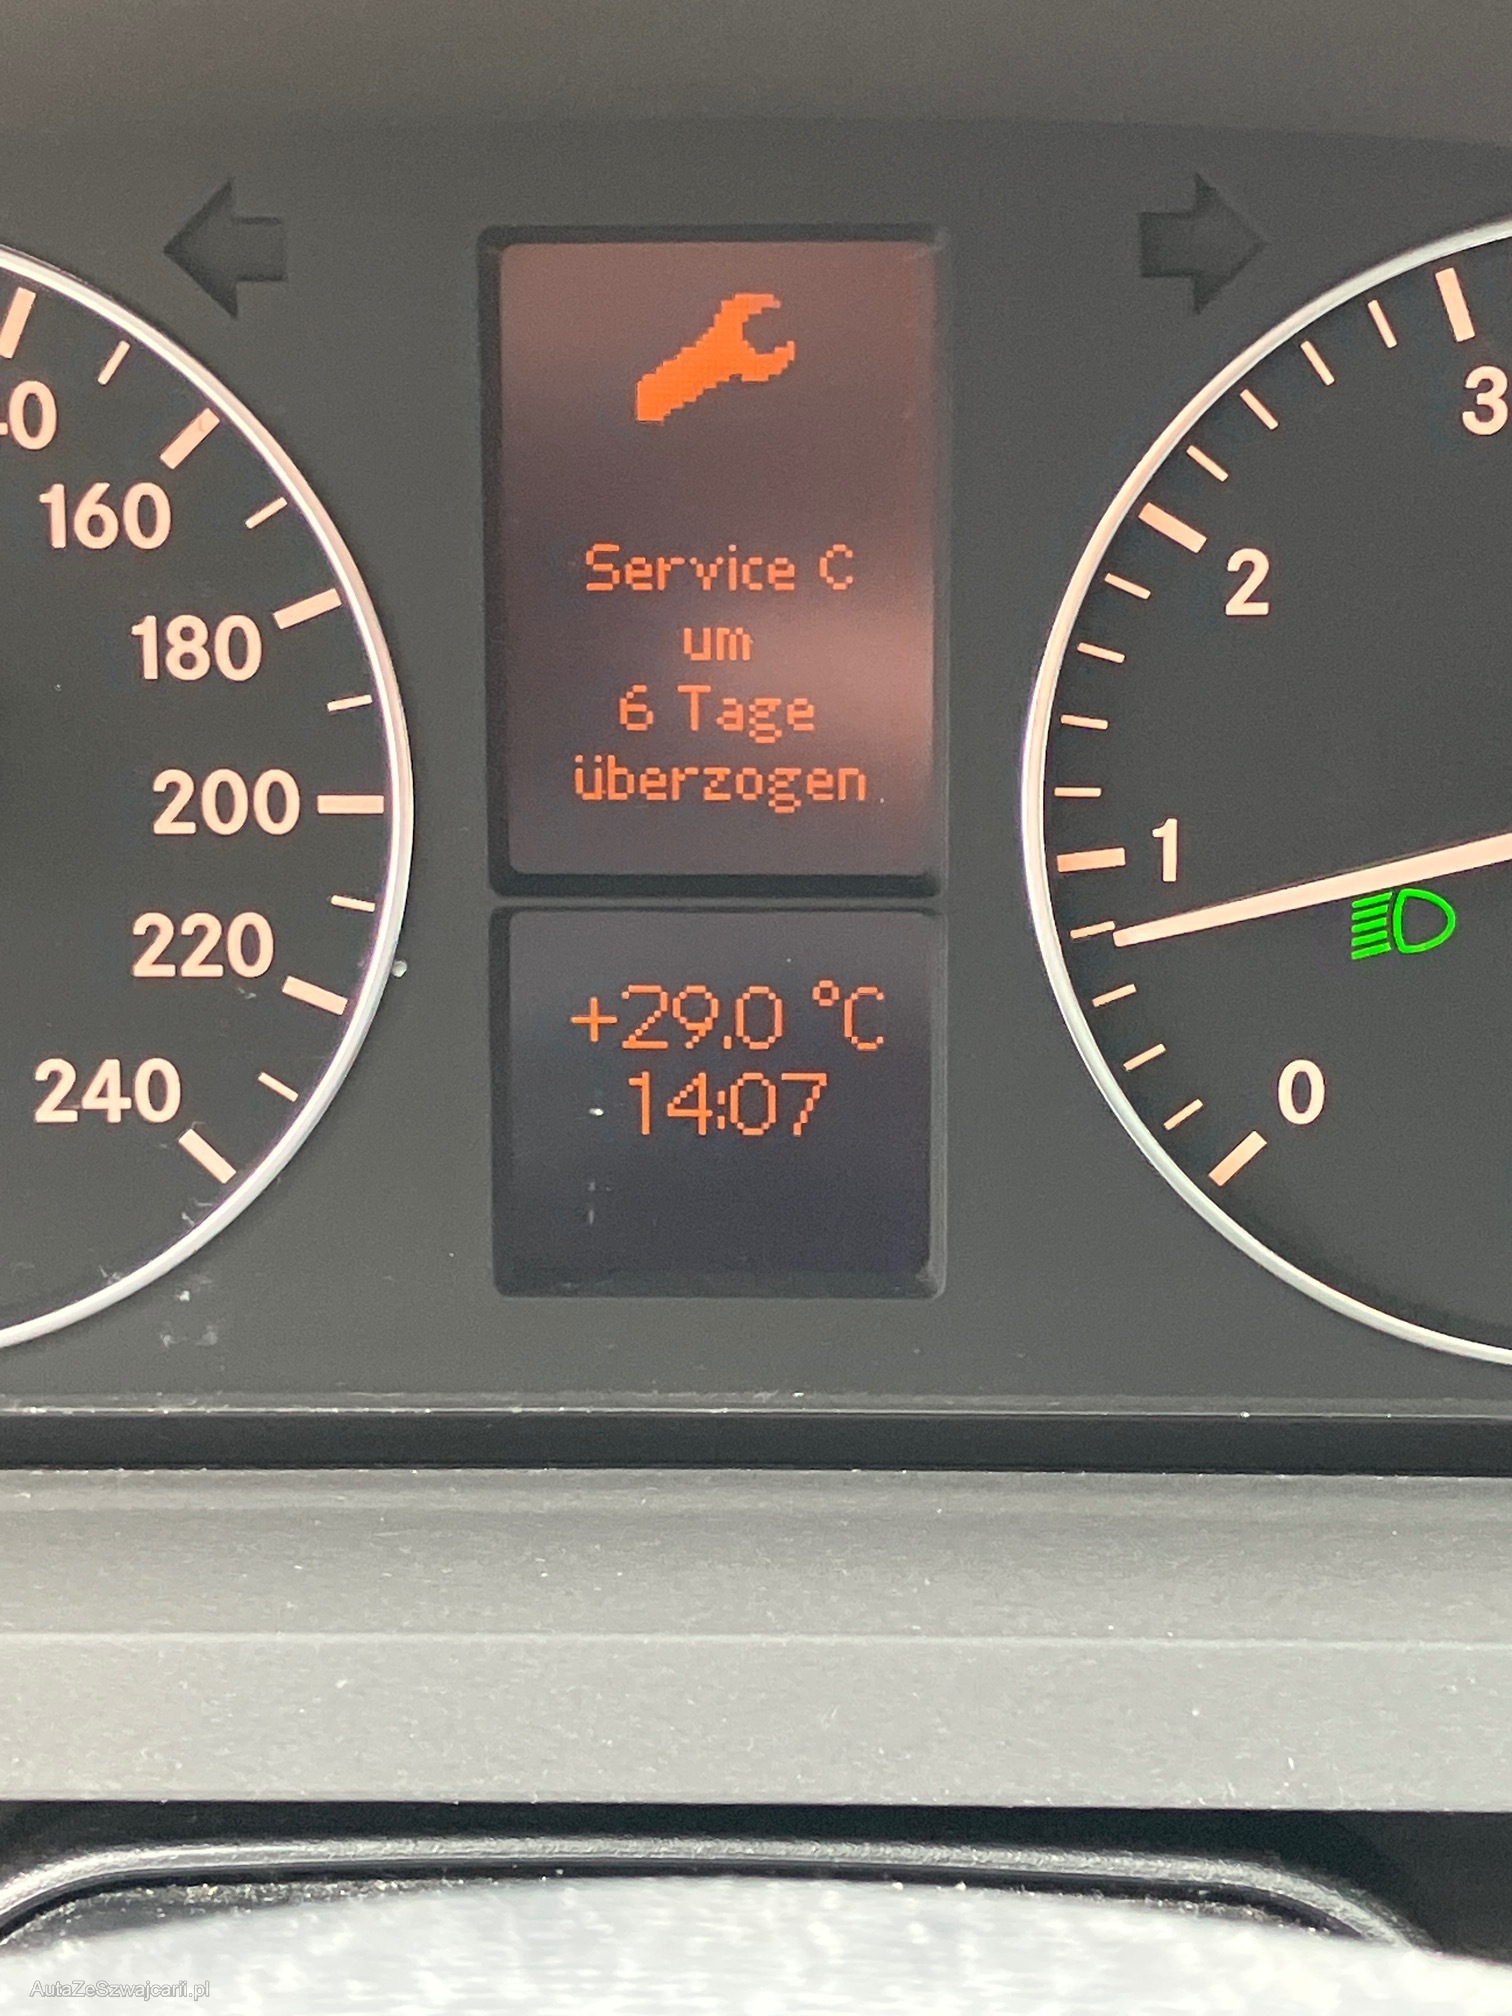 40
160
180
200
220
240
Service C
um
6 Tage
überzogen
+29.0 °C
14:07
3
2
1
0
AutaZeSzwajcarii.pl